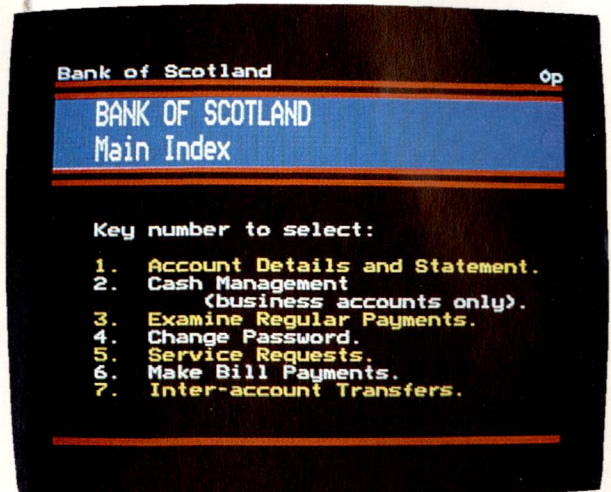 Bank of Scotland 0p
BANK OF SCOTLAND
Main Index
Key number to select:
1. Account Details and Statement.
2. Cash Management
(business accounts only).
3. Examine Regular Payments.
4. Change Password.
5. Service Requests.
6. Make Bill Payments.
7. Inter-account Transfers.